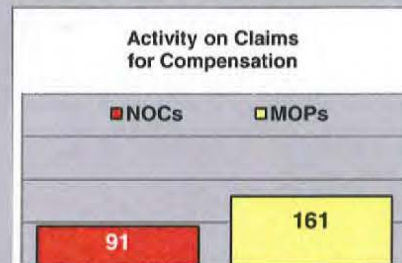 Activity on Claims
for Compensation
NOCs MOPs
161
91